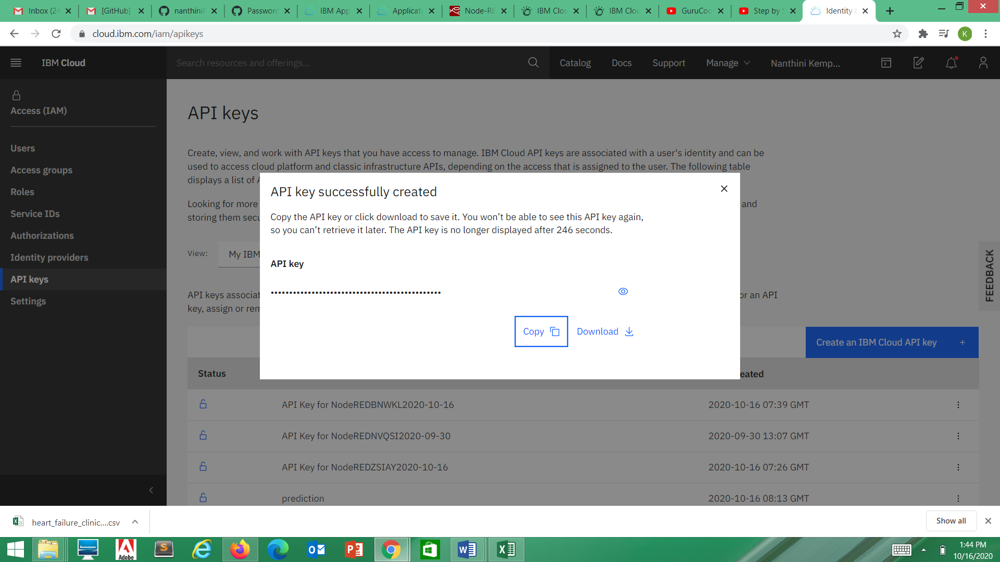 Inbox (24
[GitHub]
nanthini8
Password
IBM App
Applicati
Node-RE
IBM Clou
IBM Clou
GuruCoo
Step by S
Identity &
cloud.ibm.com/iam/apikeys
K
IBM Cloud
Search resources and offerings...
Catalog
Docs
Support
Manage
Nanthini Kemp...
Access (IAM)
Users
Access groups
Roles
Service IDs
Authorizations
Identity providers
API keys
Settings
API keys
Create, view, and work with API keys that you have access to manage. IBM Cloud API keys are associated with a user's identity and can be
used to access cloud platform and classic infrastructure APIs, depending on the access that is assigned to the user. The following table
displays a list of A
Looking for more
and
storing them secu
View:
My IBM
API keys associat
or an API
key, assign or rem
API key successfully created
Copy the API key or click download to save it. You won’t be able to see this API key again,
so you can’t retrieve it later. The API key is no longer displayed after 246 seconds.
API key
••••••••••••••••••••••••••••••••••••••••••••
Copy
Download
Create an IBM Cloud API key +
Status
eated
API Key for NodeREDBNWKL2020-10-16
2020-10-16 07:39 GMT
API Key for NodeREDNVQSI2020-09-30
2020-09-30 13:07 GMT
API Key for NodeREDZSIAY2020-10-16
2020-10-16 07:26 GMT
prediction
2020-10-16 08:13 GMT
FEEDBACK
heart_failure_clinic....csv
Show all
lenovo
Adobe
1:44 PM
10/16/2020